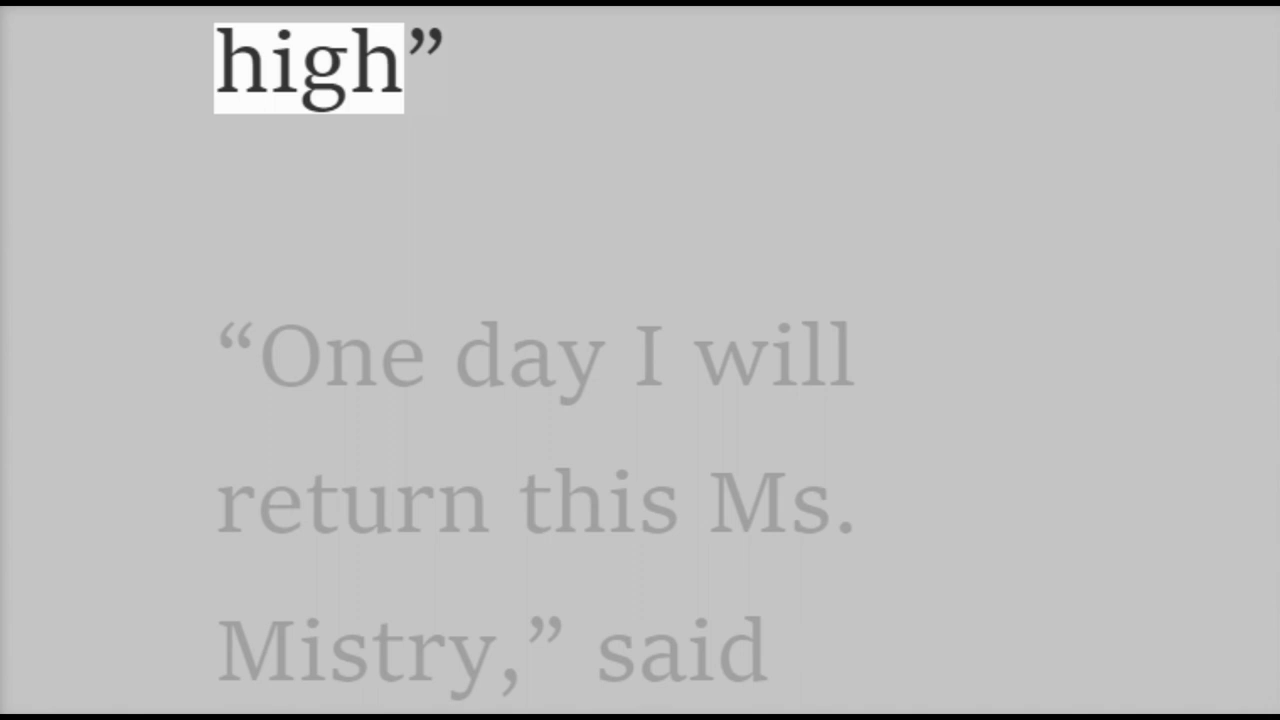 high”
“One day I will
return this Ms.
Mistry,” said